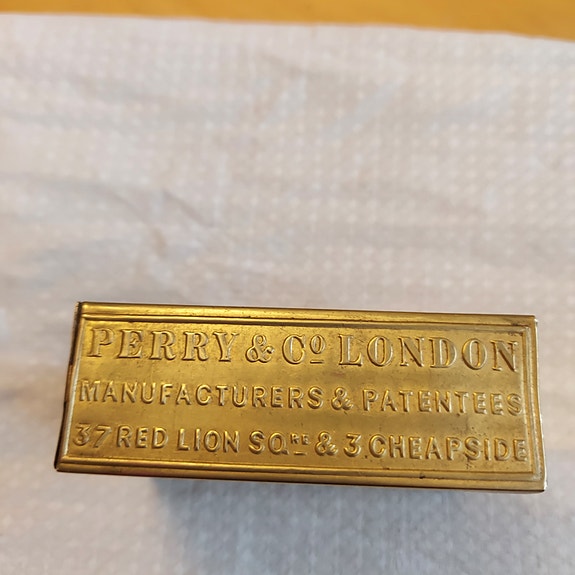 PERRY & Cº LONDON
MANUFACTURERS & PATENTEES
37 RED LION SQᴿᴱ & 3, CHEAPSIDE